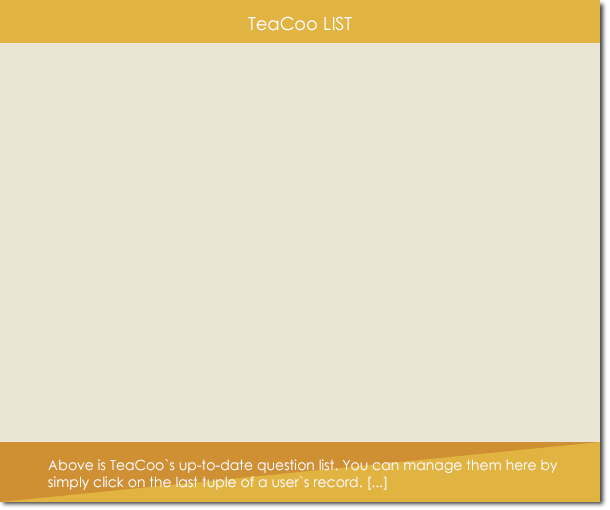 TeaCoo LIST
Above is TeaCoo`s up-to-date question list. You can manage them here by
simply click on the last tuple of a user`s record. [...]